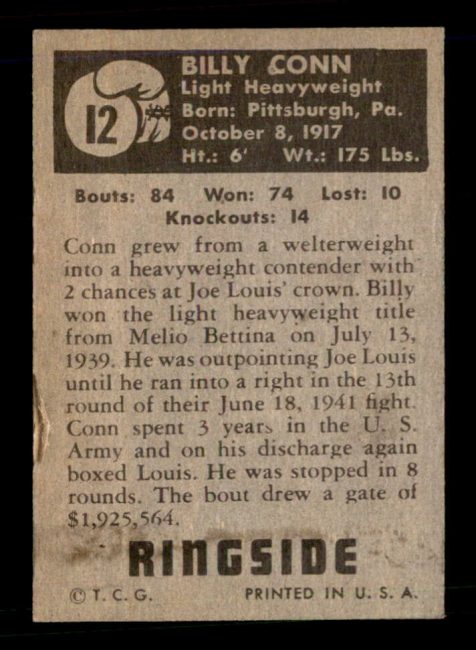 12
BILLY CONN
Light Heavyweight
Born: Pittsburgh, Pa.
October 8, 1917
Ht.: 6' Wt.: 175 Lbs.
Bouts: 84 Won: 74 Lost: 10
Knockouts: 14
Conn grew from a welterweight
into a heavyweight contender with
2 chances at Joe Louis' crown. Billy
won the light heavyweight title
from Melio Bettina on July 13,
1939. He was outpointing Joe Louis
until he ran into a right in the 13th
round of their June 18, 1941 fight.
Conn spent 3 years in the U. S.
Army and on his discharge again
boxed Louis. He was stopped in 8
rounds. The bout drew a gate of
$1,925,564.
RINGSIDE
© T. C. G. PRINTED IN U. S. A.